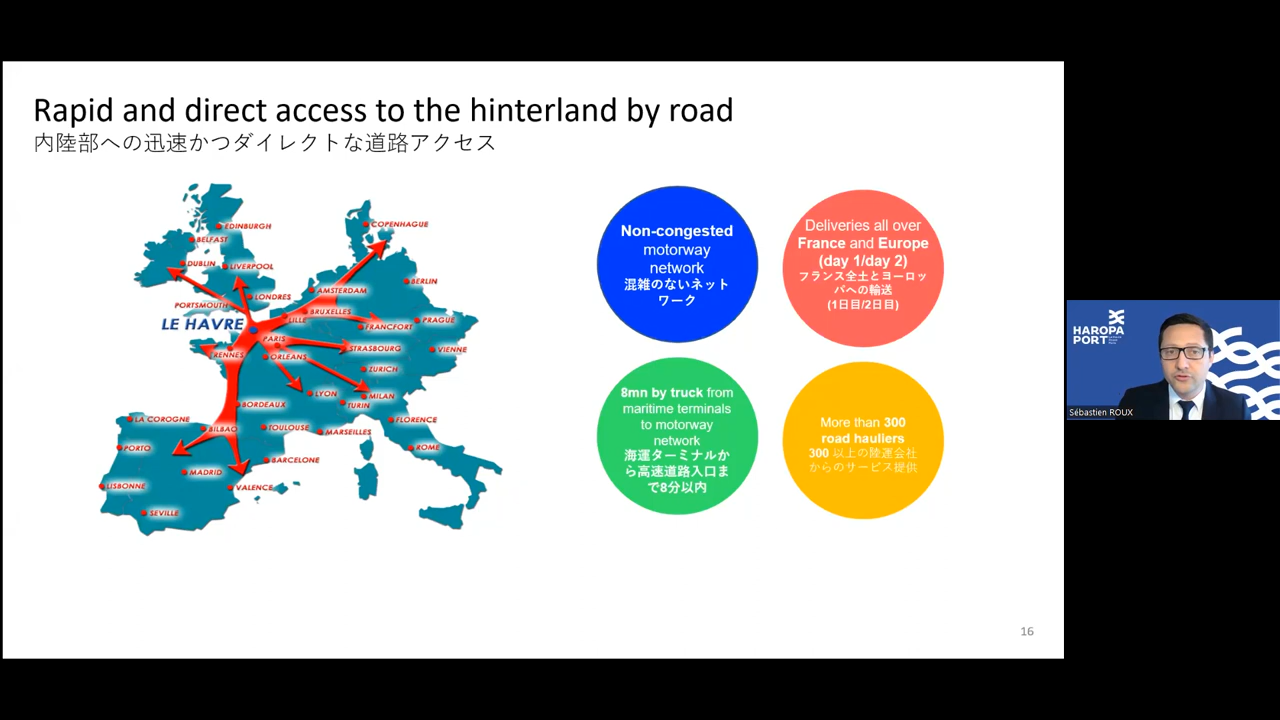 Rapid and direct access to the hinterland by road
内陸部への迅速かつダイレクトな道路アクセス
EDINBURGH
BELFAST
DUBLIN
LIVERPOOL
PORTSMOUTH
LONDRES
LE HAVRE
COPENHAGUE
BERLIN
AMSTERDAM
BRUXELLES
LILLE
FRANCFORT
PRAGUE
PARIS
STRASBOURG
VIENNE
RENNES
ORLEANS
ZURICH
LYON
MILAN
TURIN
BORDEAUX
LA COROGNE
BILBAO
TOULOUSE
MARSEILLES
FLORENCE
PORTO
ROME
MADRID
BARCELONE
LISBONNE
VALENCE
SEVILLE
Non-congested
motorway
network
混雑のないネット
ワーク
Deliveries all over
France and Europe
(day 1/day 2)
フランス全土とヨーロッ
パへの輸送
(1日目/2日目)
8mn by truck from
maritime terminals
to motorway
network
海運ターミナルか
ら高速道路入口ま
で8分以内
More than 300
road hauliers
300 以上の陸運会社
からのサービス提供
16
HAROPA
PORT
Sébastien ROUX